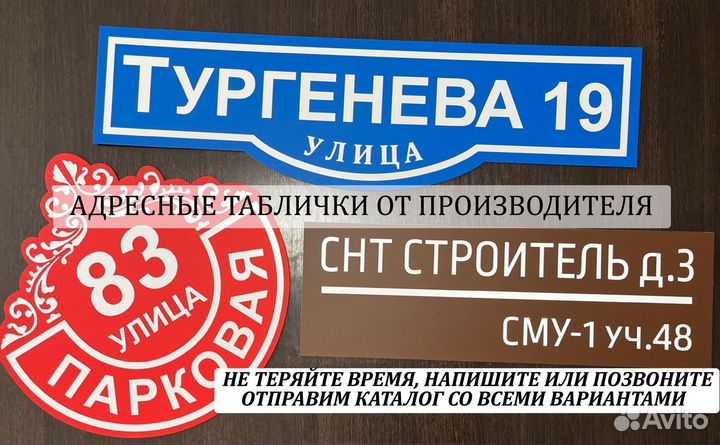 ТУРГЕНЕВА 19
УЛИЦА
АДРЕСНЫЕ ТАБЛИЧКИ ОТ ПРОИЗВОДИТЕЛЯ
83
УЛИЦА
ПАРКОВАЯ
СНТ СТРОИТЕЛЬ д.3
СМУ-1 уч.48
НЕ ТЕРЯЙТЕ ВРЕМЯ, НАПИШИТЕ ИЛИ ПОЗВОНИТЕ
ОТПРАВИМ КАТАЛОГ СО ВСЕМИ ВАРИАНТАМИ
Avito